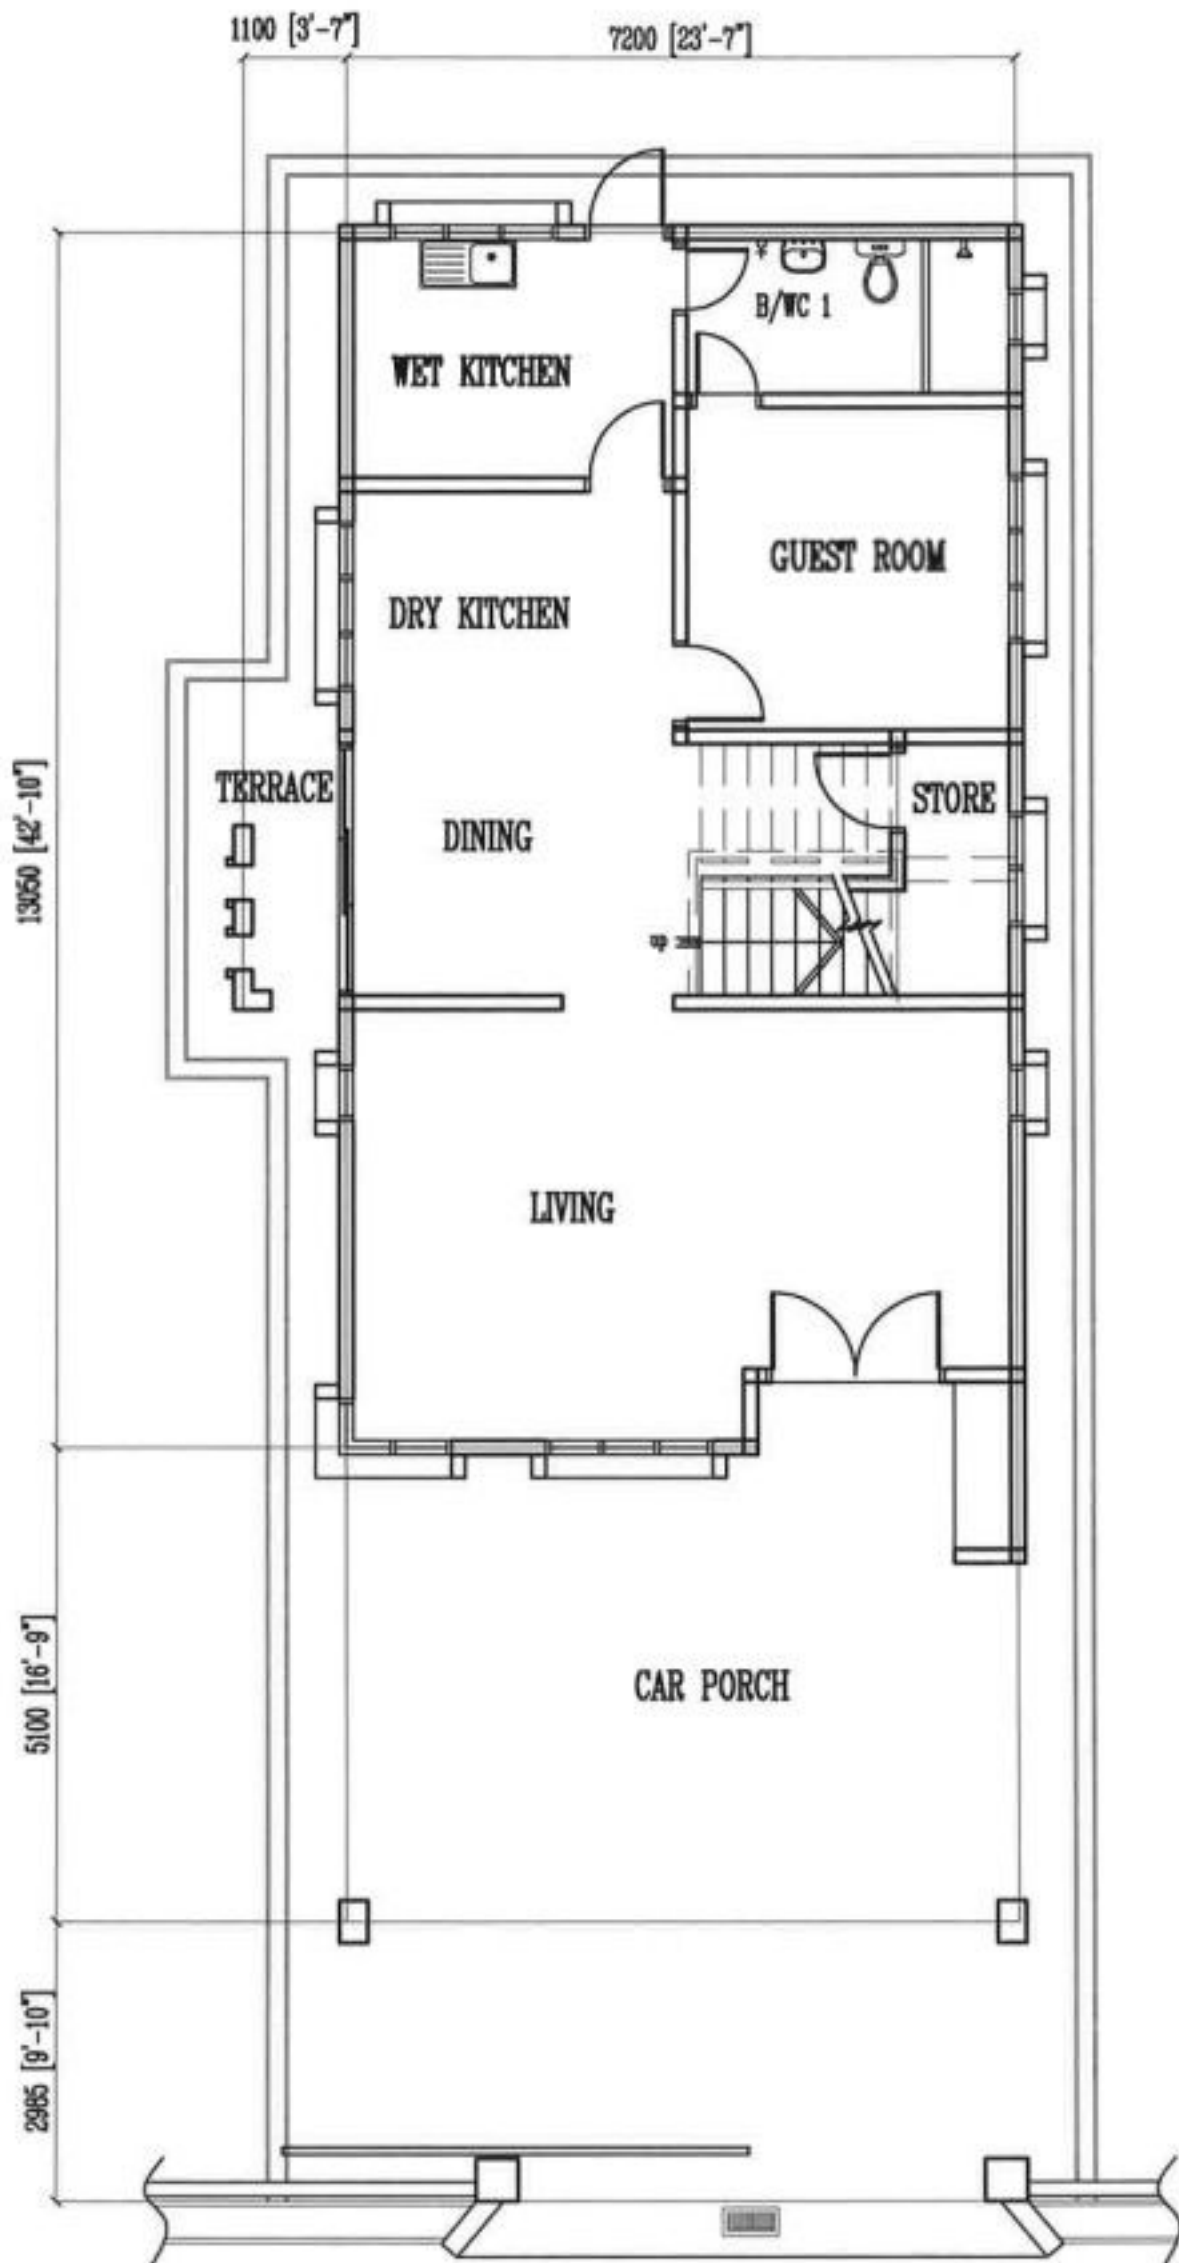 1100 [3'-7"]
7200 [23'-7"]
B/WC 1
WET KITCHEN
GUEST ROOM
DRY KITCHEN
TERRACE
STORE
DINING
13050 [42'-10"]
up
LIVING
CAR PORCH
5100 [16'-9"]
2985 [9'-10"]